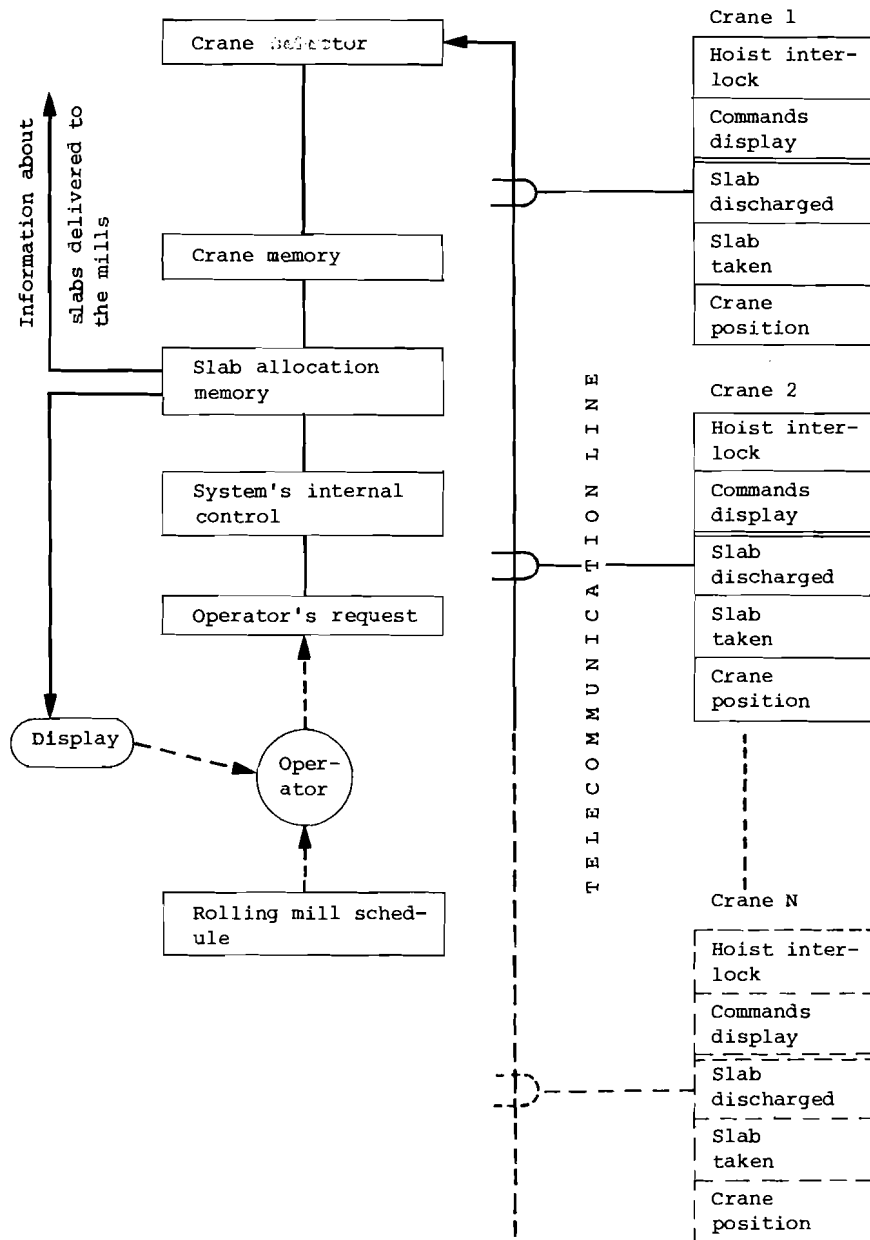 Crane Selector
Information about
slabs delivered to
the mills
Crane memory
Slab allocation
memory
System's internal
control
Operator's request
Display
Oper-
ator
Rolling mill sched-
ule
TELECOMMUNICATION LINE
Crane 1
Hoist inter-
lock
Commands
display
Slab
discharged
Slab
taken
Crane
position
Crane 2
Hoist inter-
lock
Commands
display
Slab
discharged
Slab
taken
Crane
position
Crane N
Hoist inter-
lock
Commands
display
Slab
discharged
Slab
taken
Crane
position